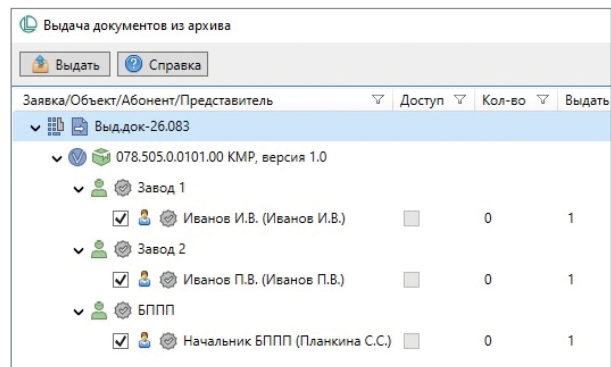 Выдача документов из архива
Выдать Справка
Заявка/Объект/Абонент/Представитель Доступ Кол-во Выдать
Выд.док-26.083
078.505.0.0101.00 КМР, версия 1.0
Завод 1
Иванов И.В. (Иванов И.В.) 0 1
Завод 2
Иванов П.В. (Иванов П.В.) 0 1
БППП
Начальник БППП (Планкина С.С.) 0 1